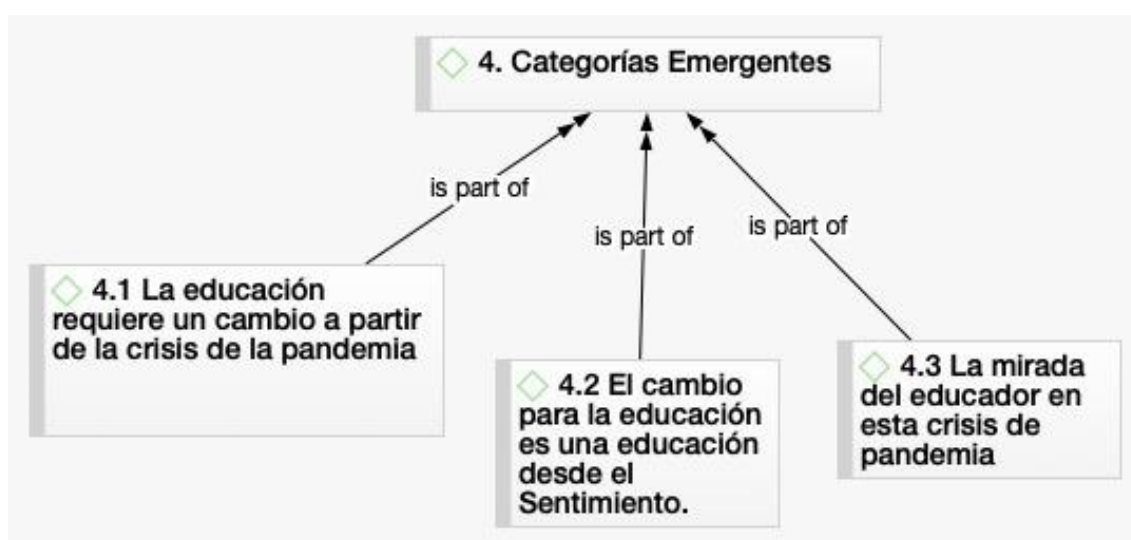 4. Categorías Emergentes
is part of
is part of
is part of
4.1 La educación
requiere un cambio a partir
de la crisis de la pandemia
4.2 El cambio
para la educación
es una educación
desde el
Sentimiento.
4.3 La mirada
del educador en
esta crisis de
pandemia